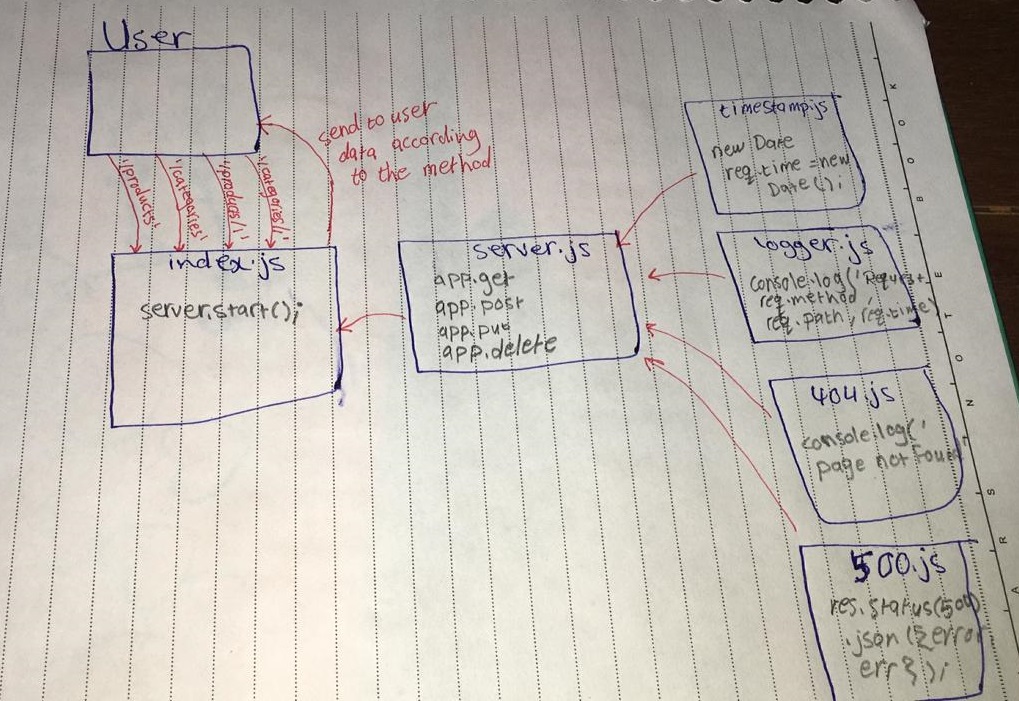 User
send to user
data according
to the method
'/products'
'/categories'
'/products/1'
'/categories/1'
index.js
server.start();
server.js
app.get
app.post
app.put
app.delete
timestamp.js
new Date
req.time = new
Date();
logger.js
console.log('Request
req.method
req.path, req.time)
404.js
console.log('
page not found
500.js
res.status(500)
.json({error
err});
K
O
O
B
E
T
O
N
T
S
R
A